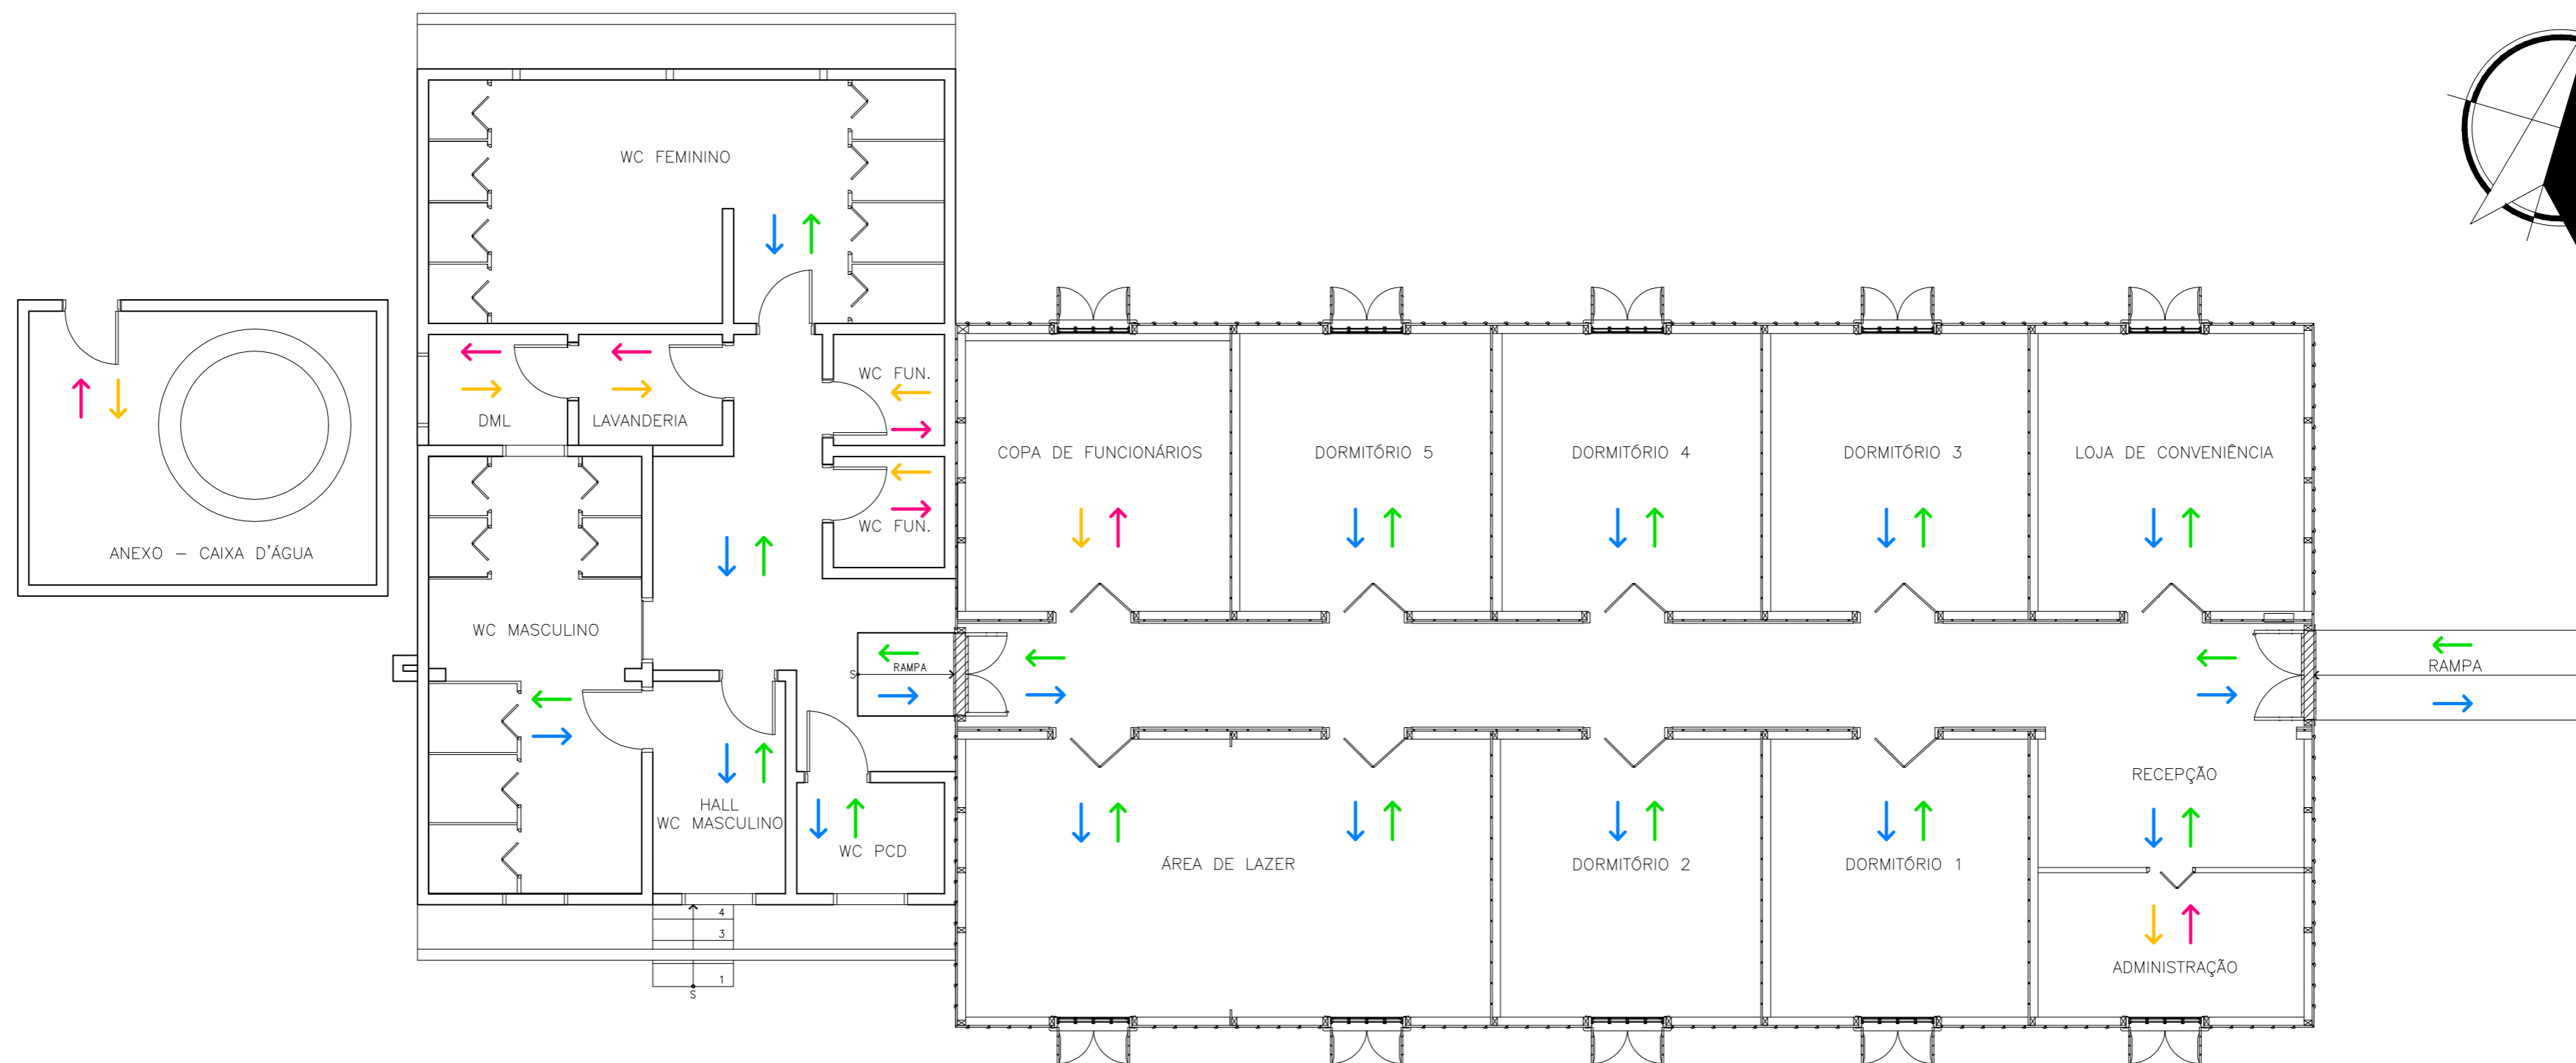 WC FEMININO
WC FUN.
DML
LAVANDERIA
WC FUN.
COPA DE FUNCIONÁRIOS
DORMITÓRIO 5
DORMITÓRIO 4
DORMITÓRIO 3
LOJA DE CONVENIÊNCIA
ANEXO – CAIXA D'ÁGUA
WC MASCULINO
S
RAMPA
RAMPA
RECEPÇÃO
HALL
WC MASCULINO
WC PCD
ÁREA DE LAZER
DORMITÓRIO 2
DORMITÓRIO 1
4
3
1
S
ADMINISTRAÇÃO